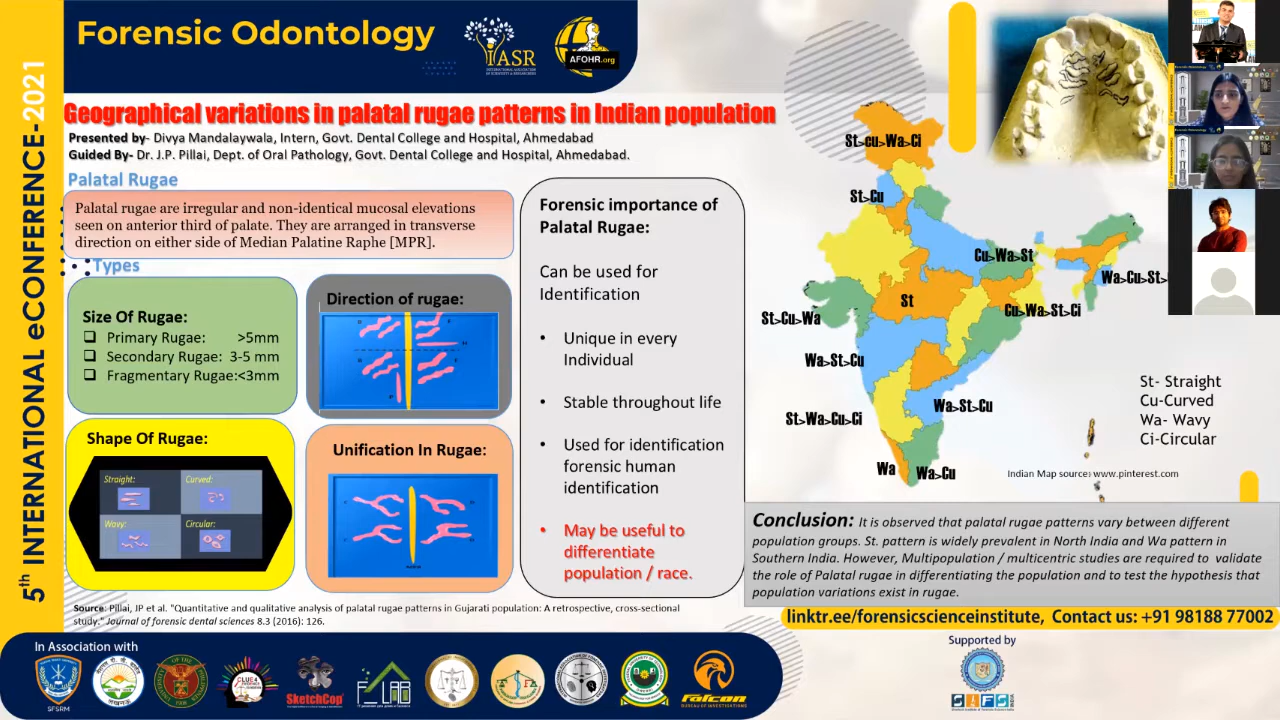 5th INTERNATIONAL eCONFERENCE-2021
Forensic Odontology
IASR
AFOHR.org
Geographical variations in palatal rugae patterns in Indian population
Presented by- Divya Mandalaywala, Intern, Govt. Dental College and Hospital, Ahmedabad
Guided By- Dr. J.P. Pillai, Dept. of Oral Pathology, Govt. Dental College and Hospital, Ahmedabad.
Palatal Rugae
Palatal rugae are irregular and non-identical mucosal elevations
seen on anterior third of palate. They are arranged in transverse
direction on either side of Median Palatine Raphe [MPR].
Types
Size Of Rugae:
Primary Rugae: >5mm
Secondary Rugae: 3-5 mm
Fragmentary Rugae:<3mm
Direction of rugae:
Shape Of Rugae:
Straight:
Curved:
Wavy:
Circular:
Unification In Rugae:
Forensic importance of
Palatal Rugae:
Can be used for
Identification
• Unique in every
Individual
• Stable throughout life
• Used for identification
forensic human
identification
• May be useful to
differentiate
population / race.
St>cu>Wa>Ci
St>Cu
Cu>Wa>St
Wa>Cu>St>
St
Cu>Wa>St>Ci
St>Cu>Wa
Wa>St>Cu
Wa>St>Cu
St>Wa>Cu>Ci
Wa
Wa>Cu
St- Straight
Cu-Curved
Wa- Wavy
Ci-Circular
Indian Map source: www.pinterest.com
Conclusion: It is observed that palatal rugae patterns vary between different
population groups. St. pattern is widely prevalent in North India and Wa pattern in
Southern India. However, Multipopulation / multicentric studies are required to validate
the role of Palatal rugae in differentiating the population and to test the hypothesis that
population variations exist in rugae.
Source: Pillai, JP et al. "Quantitative and qualitative analysis of palatal rugae patterns in Gujarati population: A retrospective, cross-sectional
study." Journal of forensic dental sciences 8.3 (2016): 126.
linktr.ee/forensicscienceinstitute, Contact us: +91 98188 77002
In Association with
SFSRM
CLUE4
SketchCop
F-LAB
Falcon
BUREAU OF INVESTIGATIONS
Supported by
SIFS
INDIA